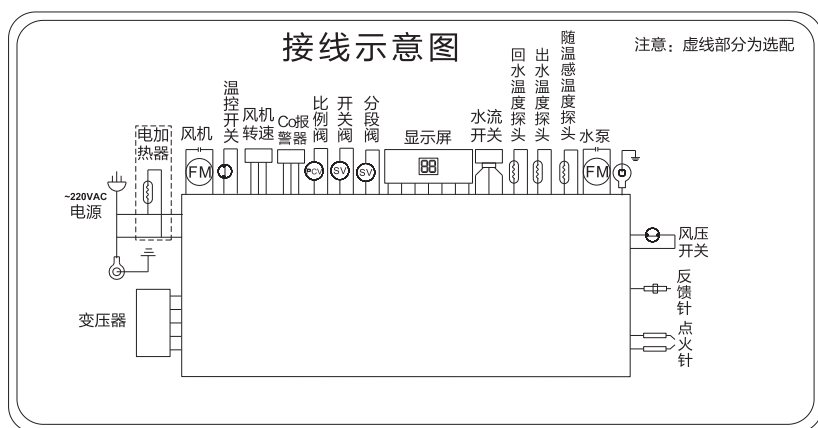 接线示意图
注意：虚线部分为选配
电加
热器
风机
温控开关
风机
转速
Co报
警器
比例阀
开关阀
分段阀
显示屏
水流
开关
回水温度探头
出水温度探头
随温感温度探头
水泵
FM
PCV
SV
SV
88
FM
~220VAC
电源
变压器
风压
开关
反馈针
点火针